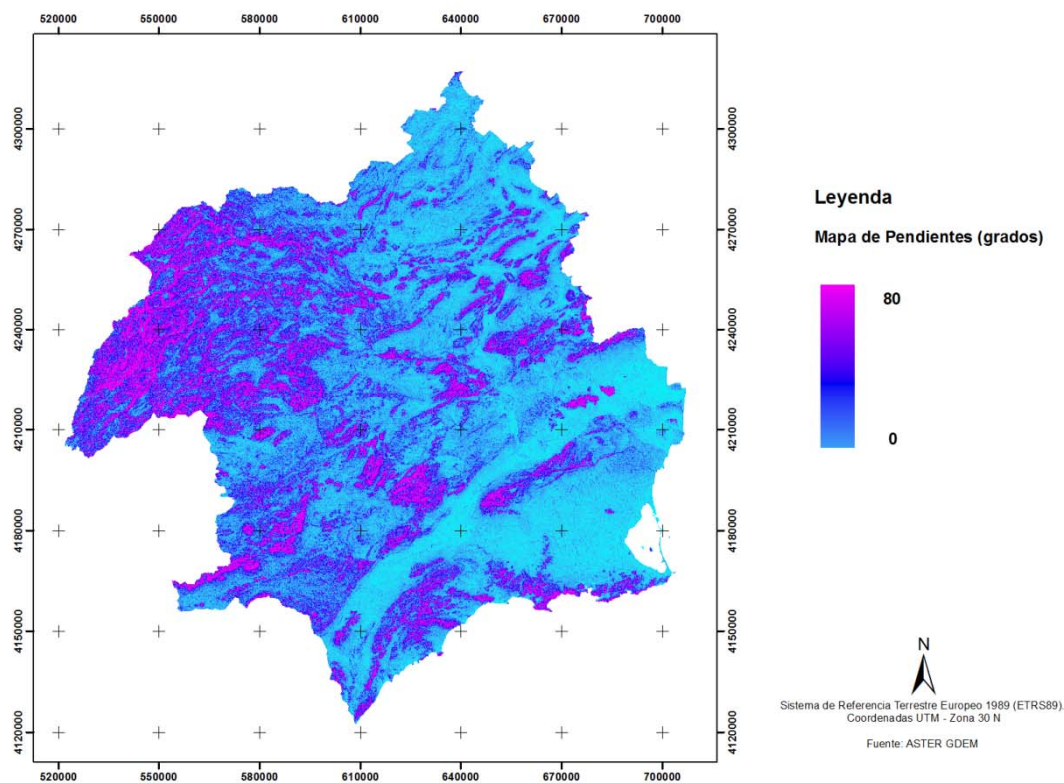 520000 550000 580000 610000 640000 670000 700000
4300000 4300000
4270000 4270000
4240000 4240000
4210000 4210000
4180000 4180000
4150000 4150000
4120000 4120000
520000 550000 580000 610000 640000 670000 700000
Leyenda
Mapa de Pendientes (grados)
80
0
N
Sistema de Referencia Terrestre Europeo 1989 (ETRS89).
Coordenadas UTM - Zona 30 N
Fuente: ASTER GDEM